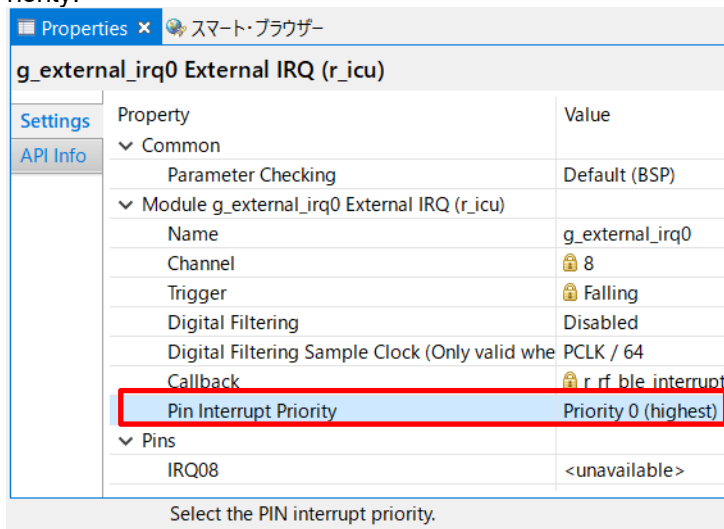 Properties スマート・ブラウザー
g_external_irq0 External IRQ (r_icu)
Settings
API Info
Property Value
Common
Parameter Checking Default (BSP)
Module g_external_irq0 External IRQ (r_icu)
Name g_external_irq0
Channel 8
Trigger Falling
Digital Filtering Disabled
Digital Filtering Sample Clock (Only valid whe PCLK / 64
Callback r_rf_ble_interrupt
Pin Interrupt Priority Priority 0 (highest)
Pins
IRQ08 <unavailable>
Select the PIN interrupt priority.